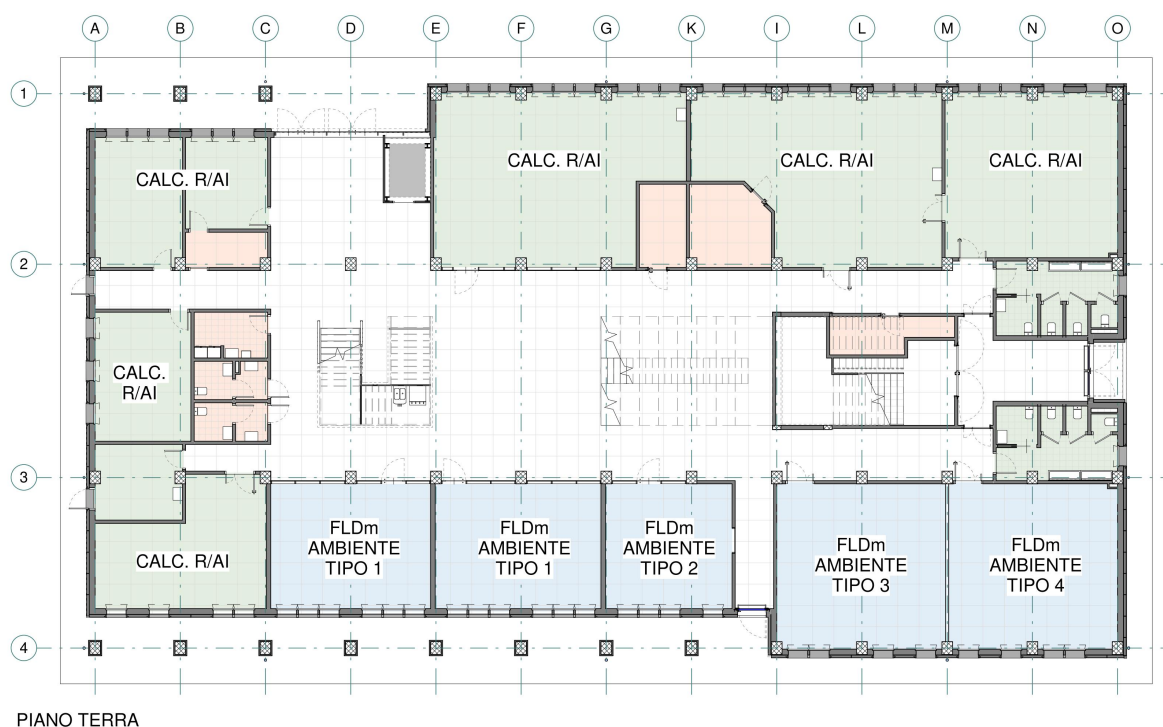 A B C D E F G K I L M N O
1
CALC. R/AI
CALC. R/AI
CALC. R/AI
CALC. R/AI
2
CALC.
R/AI
3
CALC. R/AI
FLDm
AMBIENTE
TIPO 1
FLDm
AMBIENTE
TIPO 1
FLDm
AMBIENTE
TIPO 2
FLDm
AMBIENTE
TIPO 3
FLDm
AMBIENTE
TIPO 4
4
PIANO TERRA